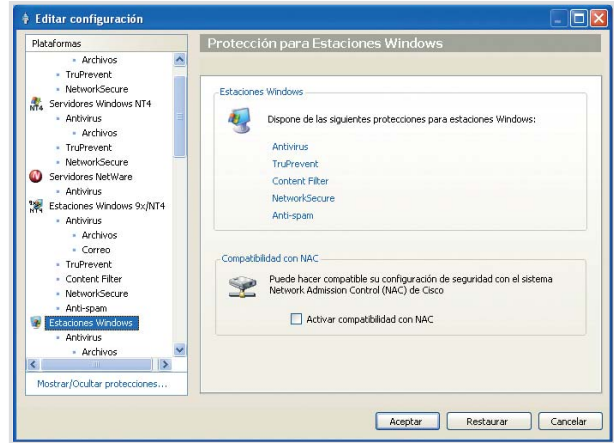 Editar configuración
Plataformas
Archivos
TruPrevent
NetworkSecure
Servidores Windows NT4
Antivirus
Archivos
TruPrevent
NetworkSecure
Servidores NetWare
Antivirus
Estaciones Windows 9x/NT4
Antivirus
Archivos
Correo
TruPrevent
Content Filter
NetworkSecure
Anti-spam
Estaciones Windows
Antivirus
Archivos
Mostrar/Ocultar protecciones...
Protección para Estaciones Windows
Estaciones Windows
Dispone de las siguientes protecciones para estaciones Windows:
Antivirus
TruPrevent
Content Filter
NetworkSecure
Anti-spam
Compatibilidad con NAC
Puede hacer compatible su configuración de seguridad con el sistema
Network Admission Control (NAC) de Cisco
Activar compatibilidad con NAC
Aceptar
Restaurar
Cancelar